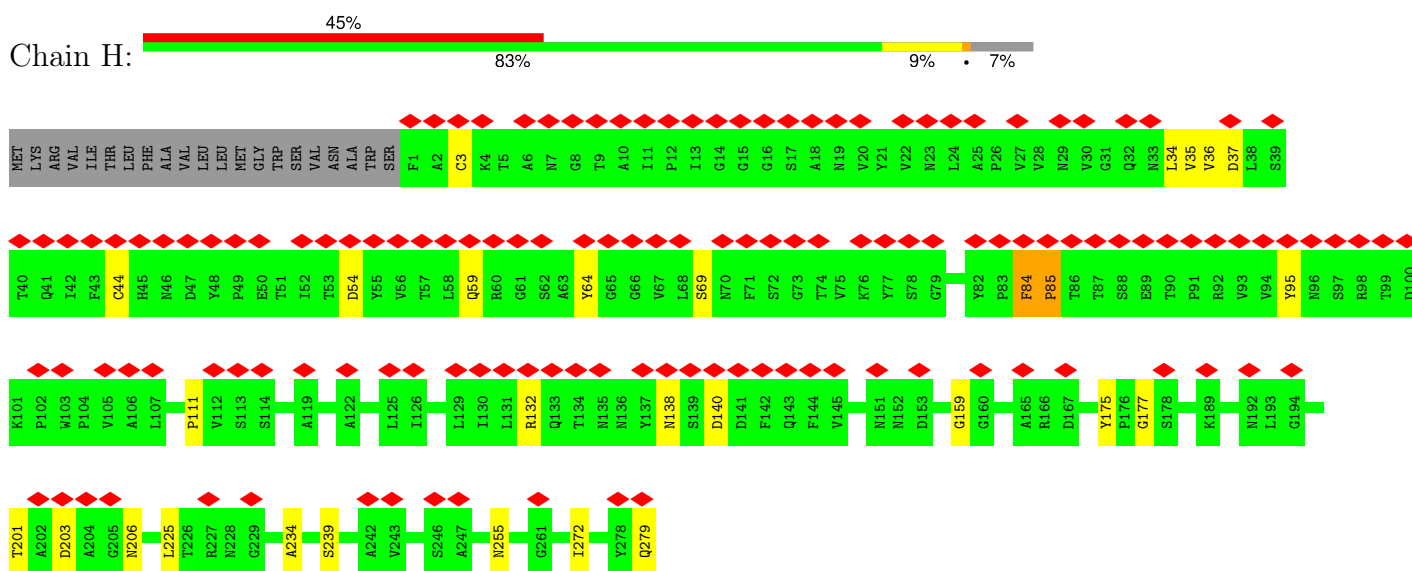 45%
Chain H:
83% 9% • 7%
MET LYS ARG VAL ILE THR LEU PHE ALA VAL LEU LEU MET GLY TRP SER VAL ASN ALA TRP SER F1 A2 C3 K4 T5 A6 N7 G8 T9 A10 I11 P12 I13 G14 G15 G16 S17 A18 N19 V20 Y21 V22 N23 L24 A25 P26 V27 V28 N29 V30 G31 Q32 N33 L34 V35 V36 D37 L38 S39
T40 Q41 I42 F43 C44 H45 N46 D47 Y48 P49 E50 T51 I52 T53 D54 Y55 V56 T57 L58 Q59 R60 G61 S62 A63 Y64 G65 G66 V67 L68 S69 N70 F71 S72 G73 T74 V75 K76 Y77 S78 G79 Y82 P83 F84 P85 T86 T87 S88 E89 T90 P91 R92 V93 V94 Y95 N96 S97 R98 T99 D100
K101 P102 W103 P104 V105 A106 L107 P111 V112 S113 S114 A119 A122 L125 I126 L129 I130 L131 R132 Q133 T134 N135 N136 Y137 N138 S139 D140 D141 F142 Q143 F144 V145 N151 N152 D153 G159 G160 A165 R166 D167 Y175 P176 G177 S178 K189 N192 L193 G194
T201 A202 D203 A204 G205 N206 L225 T226 R227 N228 G229 A234 S239 A242 V243 S246 A247 N255 G261 I272 Y278 Q279